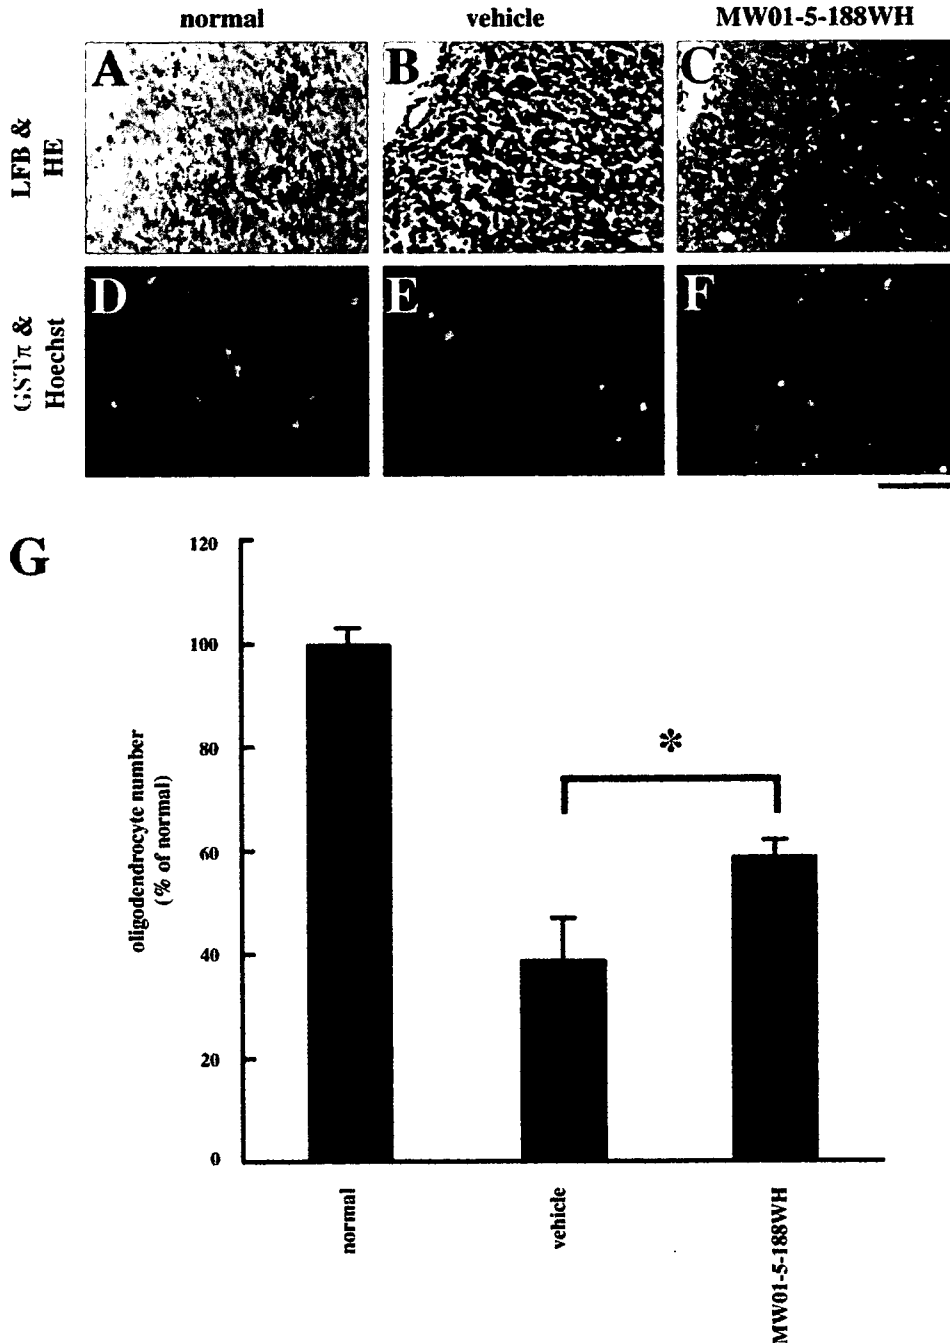 normal vehicle MW01-5-188WH
A B C
LFB &
HE
D E F
GSTπ &
Hoechst
G
120
100
80
60
40
20
0
oligodendrocyte number
(% of normal)
*
normal
vehicle
MW01-5-188WH